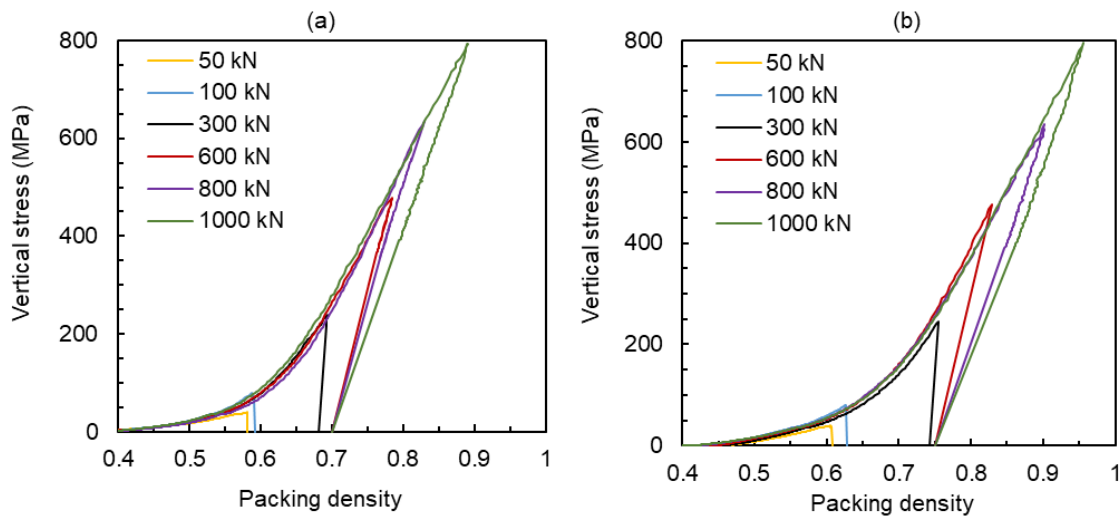 (a)
800
600
400
200
0
0.4 0.5 0.6 0.7 0.8 0.9 1
Vertical stress (MPa)
Packing density
50 kN
100 kN
300 kN
600 kN
800 kN
1000 kN
(b)
800
600
400
200
0
0.4 0.5 0.6 0.7 0.8 0.9 1
Vertical stress (MPa)
Packing density
50 kN
100 kN
300 kN
600 kN
800 kN
1000 kN